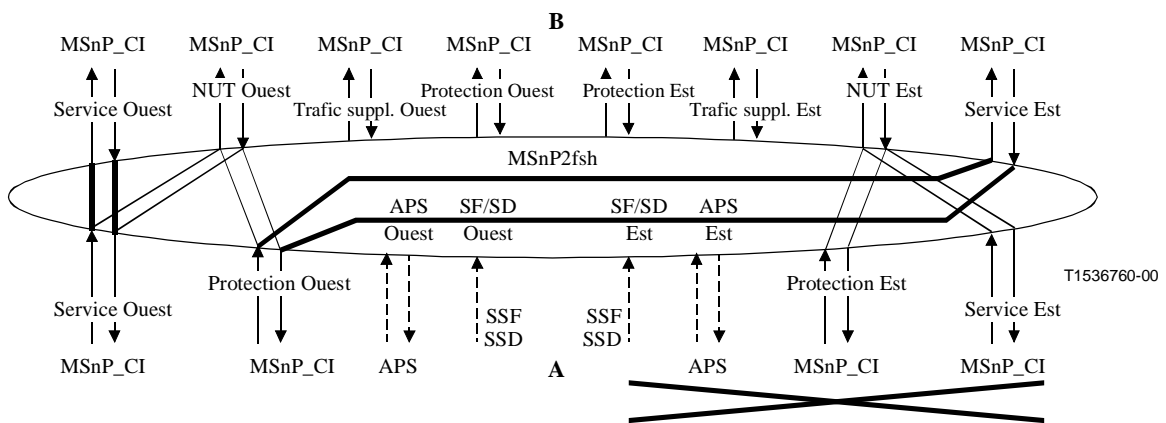 B
MSnP_CI MSnP_CI MSnP_CI MSnP_CI MSnP_CI MSnP_CI MSnP_CI
Service Ouest NUT Ouest Trafic suppl. Ouest Protection Ouest Protection Est Trafic suppl. Est NUT Est Service Est
MSnP2fsh
APS Ouest
SF/SD Ouest
SF/SD Est
APS Est
Service Ouest
Protection Ouest
SSF SSD
SSF SSD
Protection Est
Service Est
T1536760-00
MSnP_CI MSnP_CI APS A APS MSnP_CI MSnP_CI